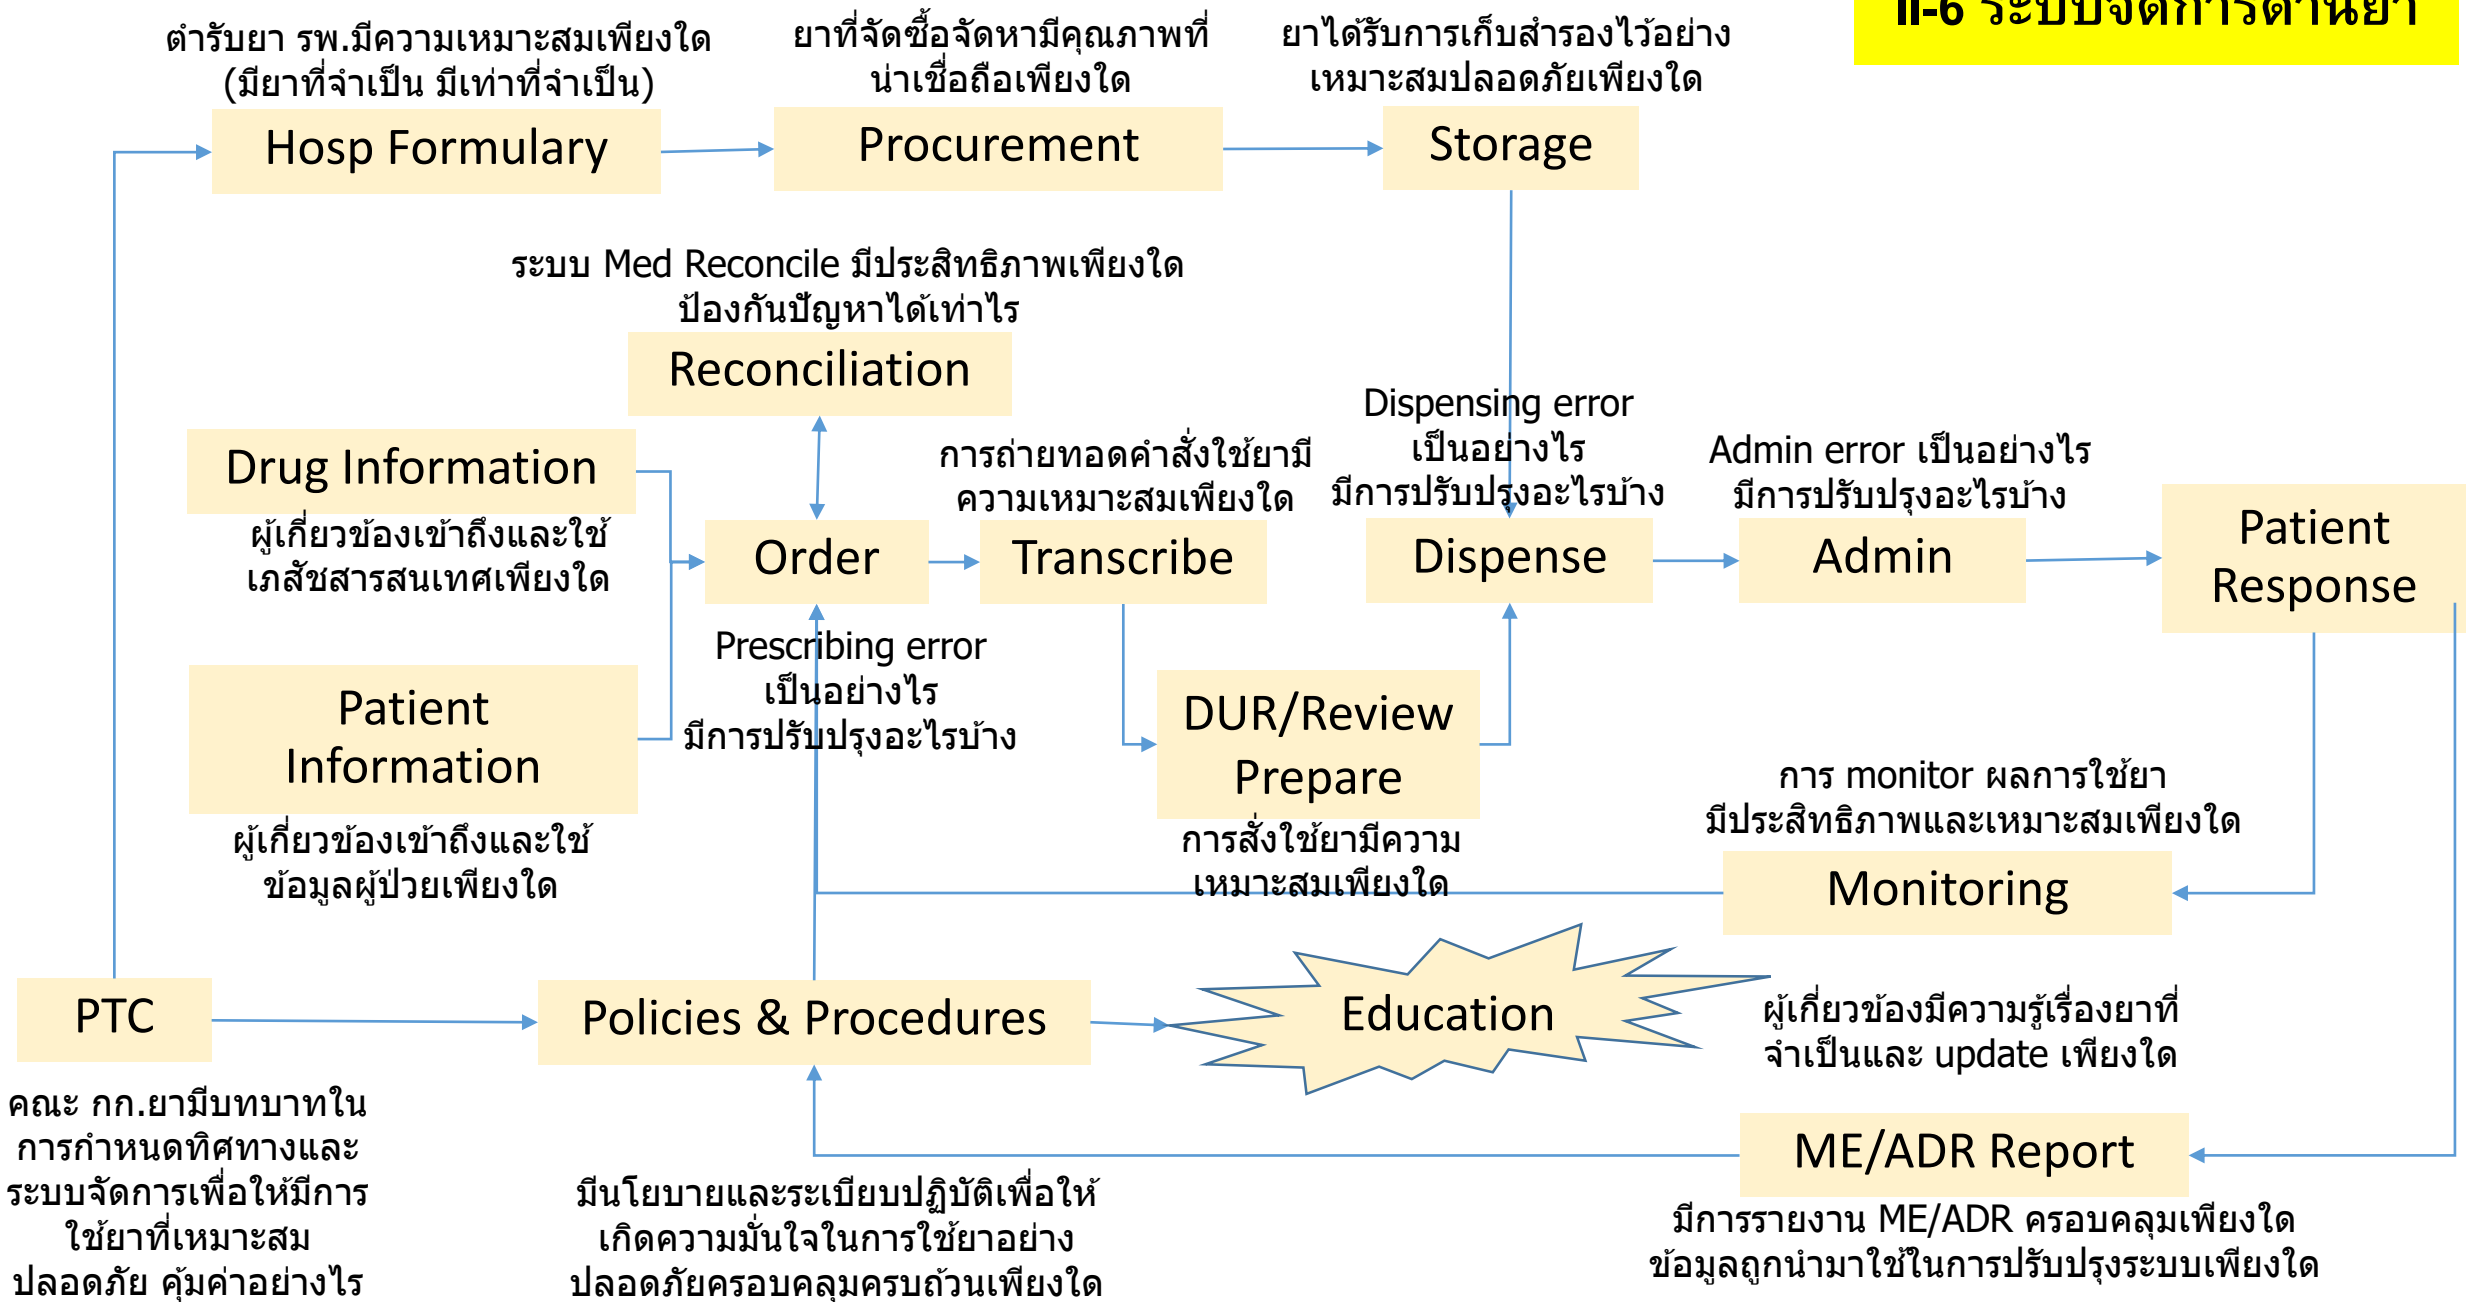 II-6 ระบบจัดการด้านยา
ตำรับยา รพ.มีความเหมาะสมเพียงใด
(มียาที่จำเป็น มีเท่าที่จำเป็น)
Hosp Formulary
ยาที่จัดซื้อจัดหามีคุณภาพที่
น่าเชื่อถือเพียงใด
Procurement
ยาได้รับการเก็บสำรองไว้อย่าง
เหมาะสมปลอดภัยเพียงใด
Storage
ระบบ Med Reconcile มีประสิทธิภาพเพียงใด
ป้องกันปัญหาได้เท่าไร
Reconciliation
Drug Information
ผู้เกี่ยวข้องเข้าถึงและใช้
เภสัชสารสนเทศเพียงใด
Order
Prescribing error
เป็นอย่างไร
มีการปรับปรุงอะไรบ้าง
การถ่ายทอดคำสั่งใช้ยามี
ความเหมาะสมเพียงใด
Transcribe
Dispensing error
เป็นอย่างไร
มีการปรับปรุงอะไรบ้าง
Dispense
Admin error เป็นอย่างไร
มีการปรับปรุงอะไรบ้าง
Admin
Patient
Response
Patient
Information
ผู้เกี่ยวข้องเข้าถึงและใช้
ข้อมูลผู้ป่วยเพียงใด
DUR/Review
Prepare
การสั่งใช้ยามีความ
เหมาะสมเพียงใด
การ monitor ผลการใช้ยา
มีประสิทธิภาพและเหมาะสมเพียงใด
Monitoring
PTC
คณะ กก.ยามีบทบาทใน
การกำหนดทิศทางและ
ระบบจัดการเพื่อให้มีการ
ใช้ยาที่เหมาะสม
ปลอดภัย คุ้มค่าอย่างไร
Policies & Procedures
มีนโยบายและระเบียบปฏิบัติเพื่อให้
เกิดความมั่นใจในการใช้ยาอย่าง
ปลอดภัยครอบคลุมครบถ้วนเพียงใด
Education
ผู้เกี่ยวข้องมีความรู้เรื่องยาที่
จำเป็นและ update เพียงใด
ME/ADR Report
มีการรายงาน ME/ADR ครอบคลุมเพียงใด
ข้อมูลถูกนำมาใช้ในการปรับปรุงระบบเพียงใด